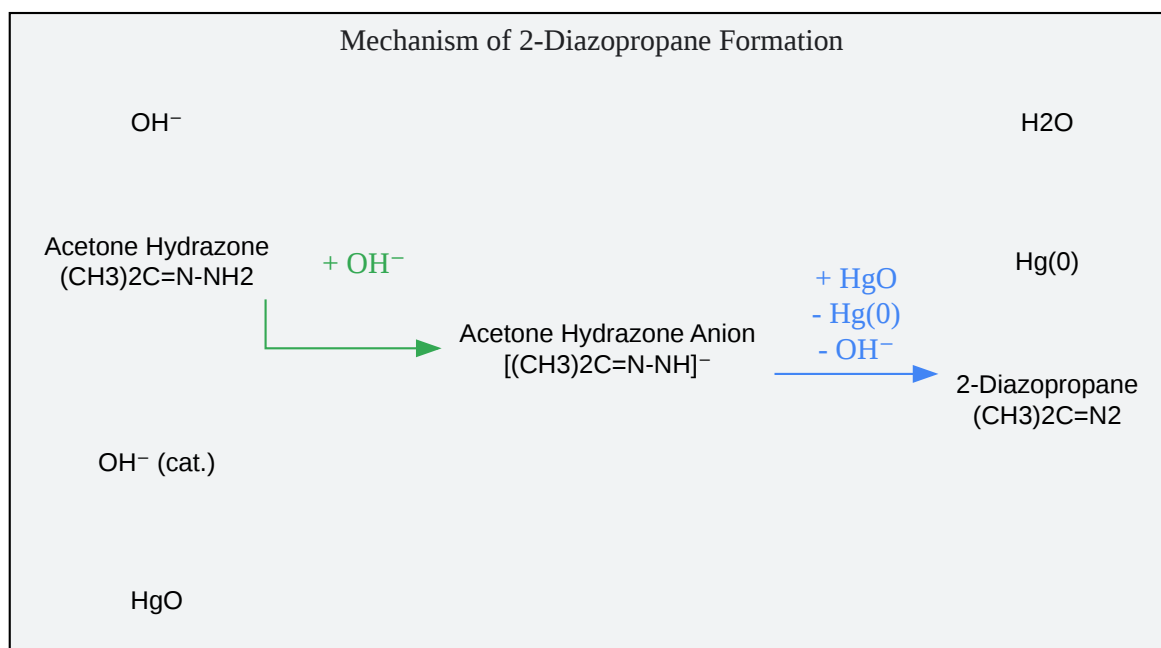 Mechanism of 2-Diazopropane Formation
OH⁻
H2O
Acetone Hydrazone
(CH3)2C=N-NH2
+ OH⁻
Hg(0)
+ HgO
- Hg(0)
- OH⁻
Acetone Hydrazone Anion
[(CH3)2C=N-NH]⁻
2-Diazopropane
(CH3)2C=N2
OH⁻ (cat.)
HgO